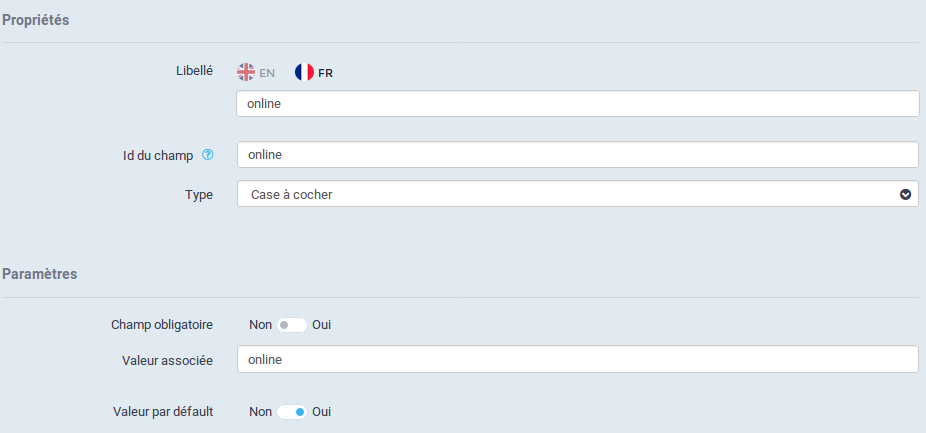 Propriétés
Libellé EN FR
online
Id du champ online
Type Case à cocher
Paramètres
Champ obligatoire Non Oui
Valeur associée online
Valeur par défault Non Oui